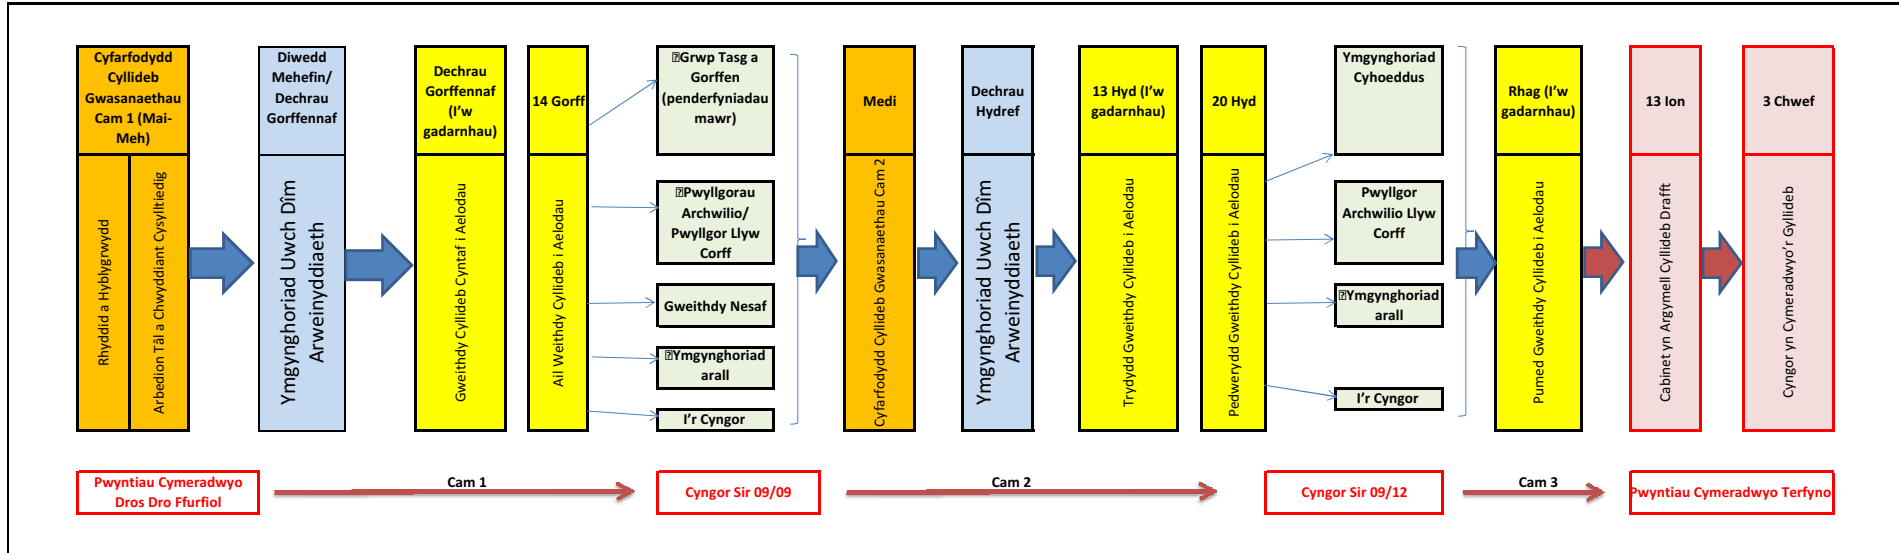 Cyfarfodydd
Cyllideb
Gwasanaethau
Cam 1 (Mai-
Meh)
Rhyddid a Hyblygrwydd
Arbedion Tâl a Chwyddiant Cysylltiedig
Diwedd
Mehefin/
Dechrau
Gorffennaf
Ymgynghoriad Uwch Dîm
Arweinyddiaeth
Dechrau
Gorffennaf
(I'w
gadarnhau)
Gweithdy Cyllideb Cyntaf i Aelodau
14 Gorff
Ail Weithdy Cyllideb i Aelodau
Grwp Tasg a
Gorffen
(penderfyniadau
mawr)
Pwyllgorau
Archwilio/
Pwyllgor Llyw
Corff
Gweithdy Nesaf
Ymgynghoriad
arall
I'r Cyngor
Medi
Cyfarfodydd Cyllideb Gwasanaethau Cam 2
Dechrau
Hydref
Ymgynghoriad Uwch Dîm
Arweinyddiaeth
13 Hyd (I'w
gadarnhau)
Trydydd Gweithdy Cyllideb i Aelodau
20 Hyd
Pedwerydd Gweithdy Cyllideb i Aelodau
Ymgynghoriad
Cyhoeddus
Pwyllgor
Archwilio Llyw
Corff
Ymgynghoriad
arall
I'r Cyngor
Rhag (I'w
gadarnhau)
Pumed Gweithdy Cyllideb i Aelodau
13 Ion
Cabinet yn Argymell Cyllideb Drafft
3 Chwef
Cyngor yn Cymeradwyo'r Gyllideb
Pwyntiau Cymeradwyo
Dros Dro Ffurfiol
Cam 1
Cyngor Sir 09/09
Cam 2
Cyngor Sir 09/12
Cam 3
Pwyntiau Cymeradwyo Terfyno